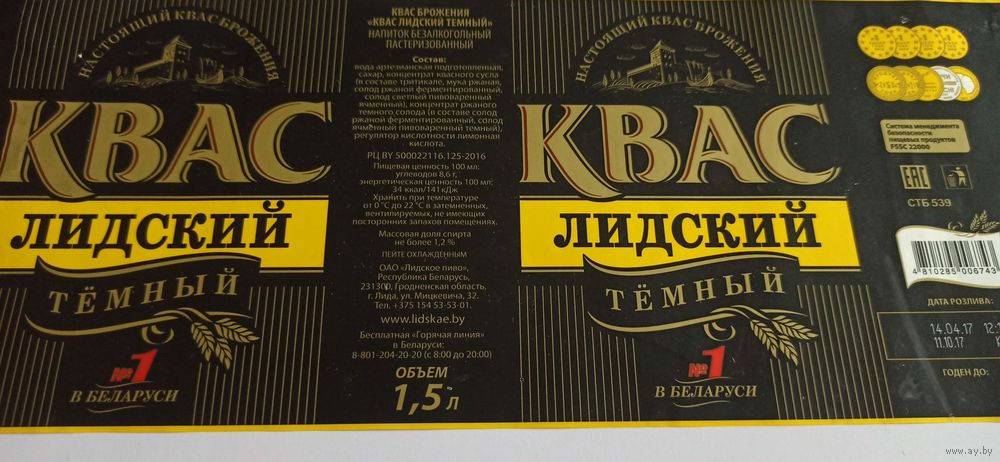 НАСТОЯЩИЙ КВАС БРОЖЕНИЯ
КВАС
ЛИДСКИЙ
ТЁМНЫЙ
№1
В БЕЛАРУСИ
КВАС БРОЖЕНИЯ
«КВАС ЛИДСКИЙ ТЕМНЫЙ»
НАПИТОК БЕЗАЛКОГОЛЬНЫЙ
ПАСТЕРИЗОВАННЫЙ
Состав:
вода артезианская подготовленная,
сахар, концентрат квасного сусла
(в составе тритикале, мука ржаная,
солод ржаной ферментированный,
солод светлый пивоваренный
ячменный), концентрат ржаного
темного солода (в составе солод
ржаной ферментированный, солод
ячменный пивоваренный темный),
регулятор кислотности лимонная
кислота.
РЦ BY 500022116.125-2016
Пищевая ценность 100 мл:
углеводов 8,6 г,
энергетическая ценность 100 мл:
34 ккал/141 кДж
Хранить при температуре
от 0 °С до 22 °С в затемненных,
вентилируемых, не имеющих
посторонних запахов помещениях.
Массовая доля спирта
не более 1,2 %
ПЕЙТЕ ОХЛАЖДЕННЫМ
ОАО «Лидское пиво»,
Республика Беларусь,
231300, Гродненская область,
г. Лида, ул. Мицкевича, 32.
Тел. +375 154 53-53-01.
www.lidskae.by
Бесплатная «Горячая линия»
в Беларуси:
8-801-204-20-20 (с 8:00 до 20:00)
ОБЪЕМ
1,5 л
НАСТОЯЩИЙ КВАС БРОЖЕНИЯ
КВАС
ЛИДСКИЙ
ТЁМНЫЙ
№1
В БЕЛАРУСИ
Система менеджмента
безопасности
пищевых продуктов
FSSC 22000
EAC
СТБ 539
4 810285 006743
ДАТА РОЗЛИВА:
14.04.17 12:
11.10.17
ГОДЕН ДО:
www.ay.by